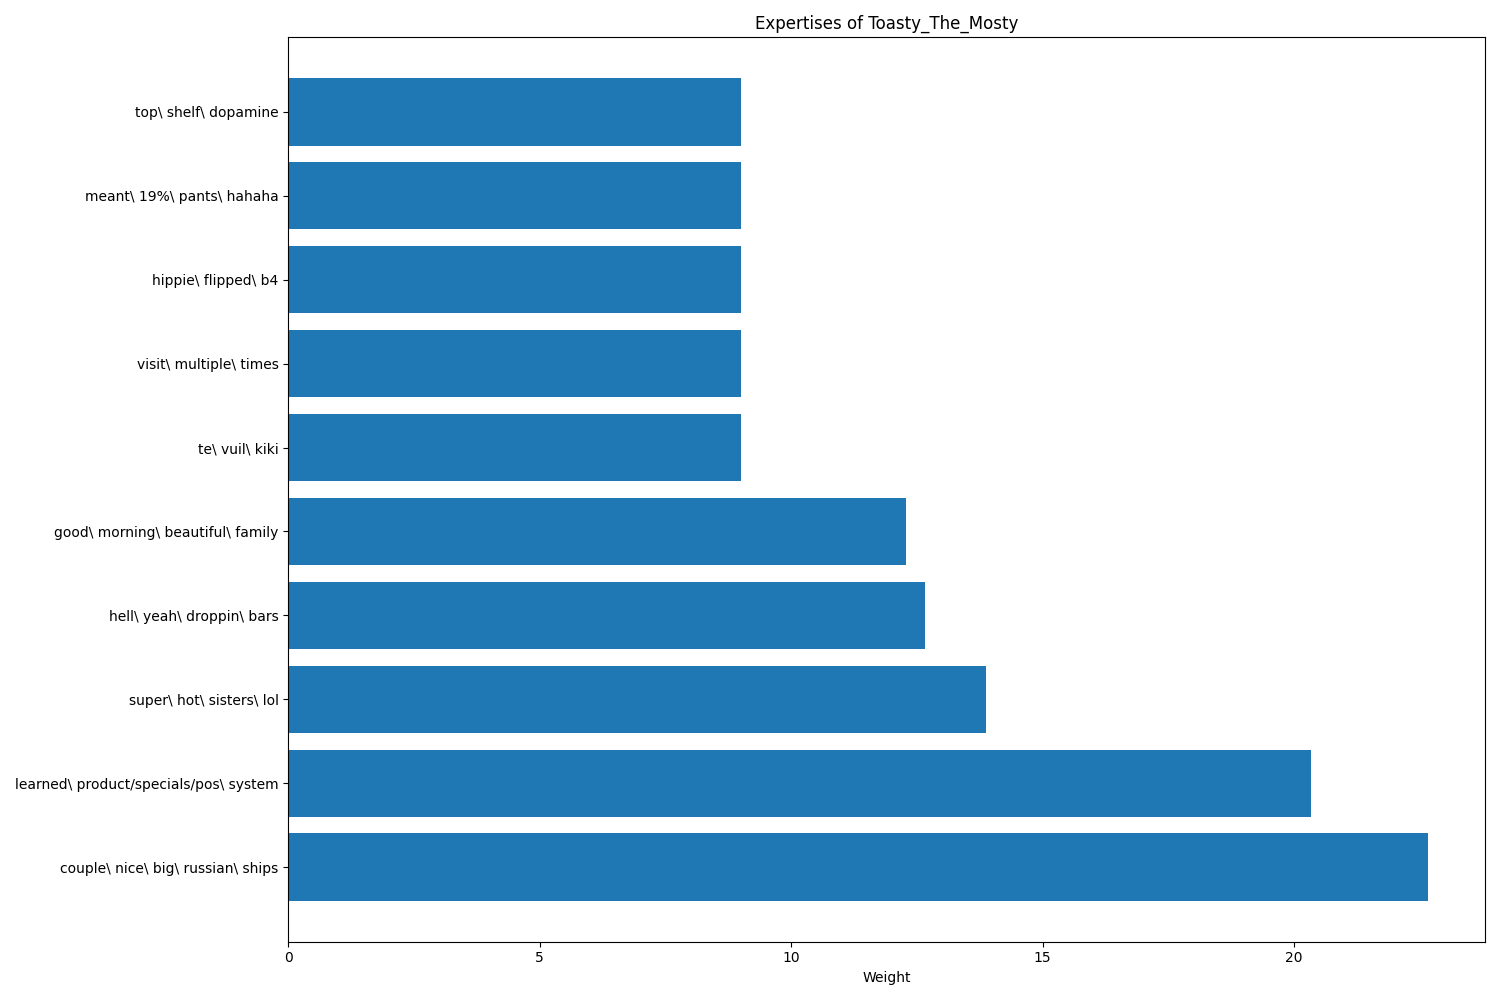 Expertises of Toasty_The_Mosty
top\ shelf\ dopamine
meant\ 19%\ pants\ hahaha
hippie\ flipped\ b4
visit\ multiple\ times
te\ vuil\ kiki
good\ morning\ beautiful\ family
hell\ yeah\ droppin\ bars
super\ hot\ sisters\ lol
learned\ product/specials/pos\ system
couple\ nice\ big\ russian\ ships
0 5 10 15 20
Weight